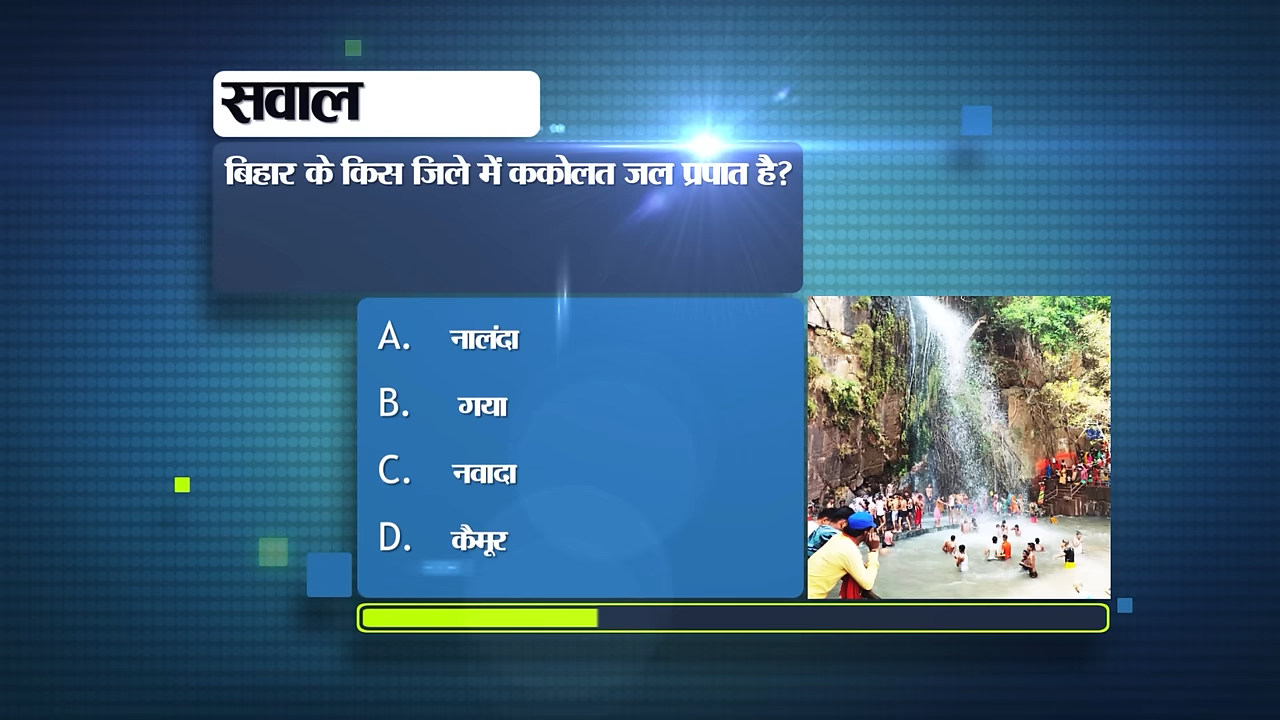 सवाल
बिहार के किस जिले में ककोलत जल प्रपात है?
A. नालंदा
B. गया
C. नवादा
D. कैमूर